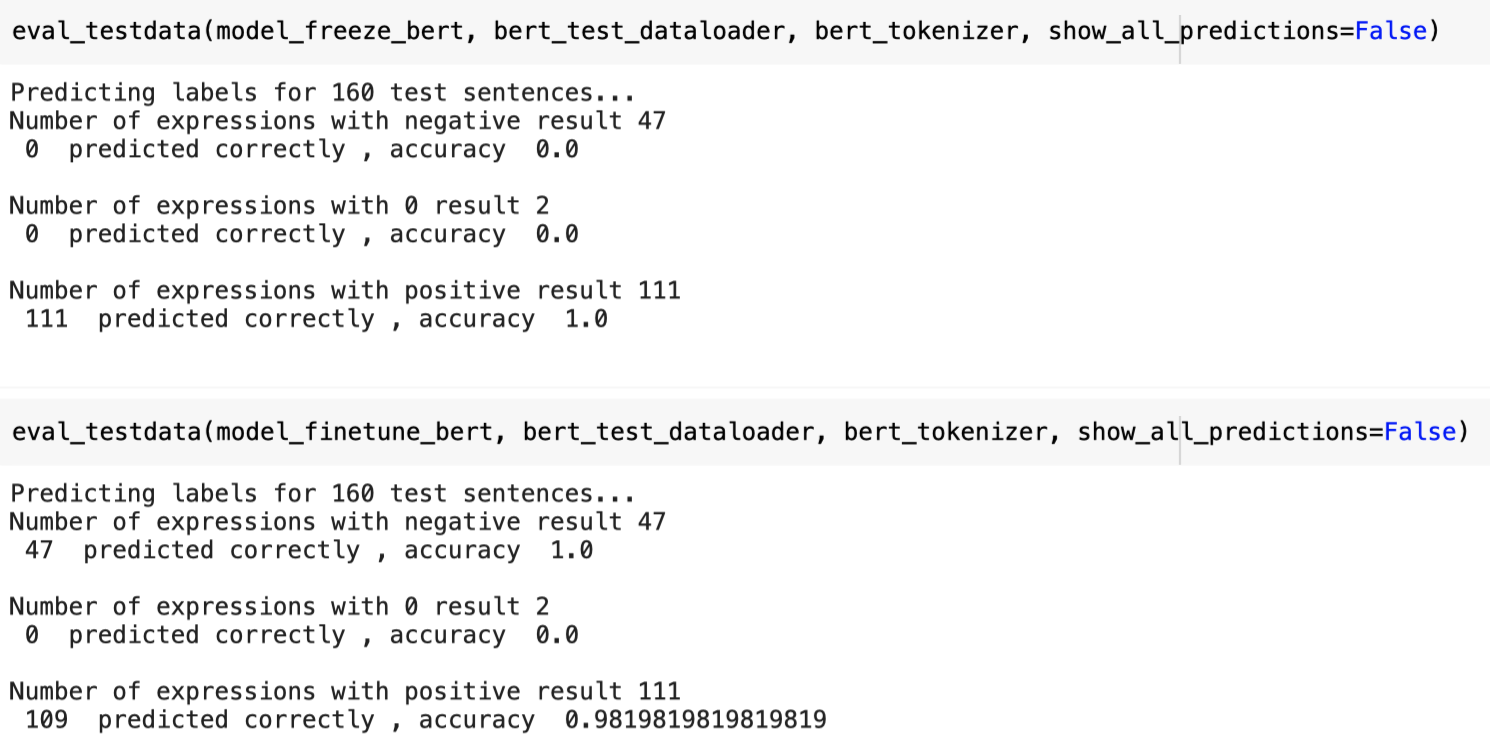 eval_testdata(model_freeze_bert, bert_test_dataloader, bert_tokenizer, show_all_predictions=False)
Predicting labels for 160 test sentences...
Number of expressions with negative result 47
0 predicted correctly , accuracy 0.0
Number of expressions with 0 result 2
0 predicted correctly , accuracy 0.0
Number of expressions with positive result 111
111 predicted correctly , accuracy 1.0
eval_testdata(model_finetune_bert, bert_test_dataloader, bert_tokenizer, show_all_predictions=False)
Predicting labels for 160 test sentences...
Number of expressions with negative result 47
47 predicted correctly , accuracy 1.0
Number of expressions with 0 result 2
0 predicted correctly , accuracy 0.0
Number of expressions with positive result 111
109 predicted correctly , accuracy 0.9819819819819819